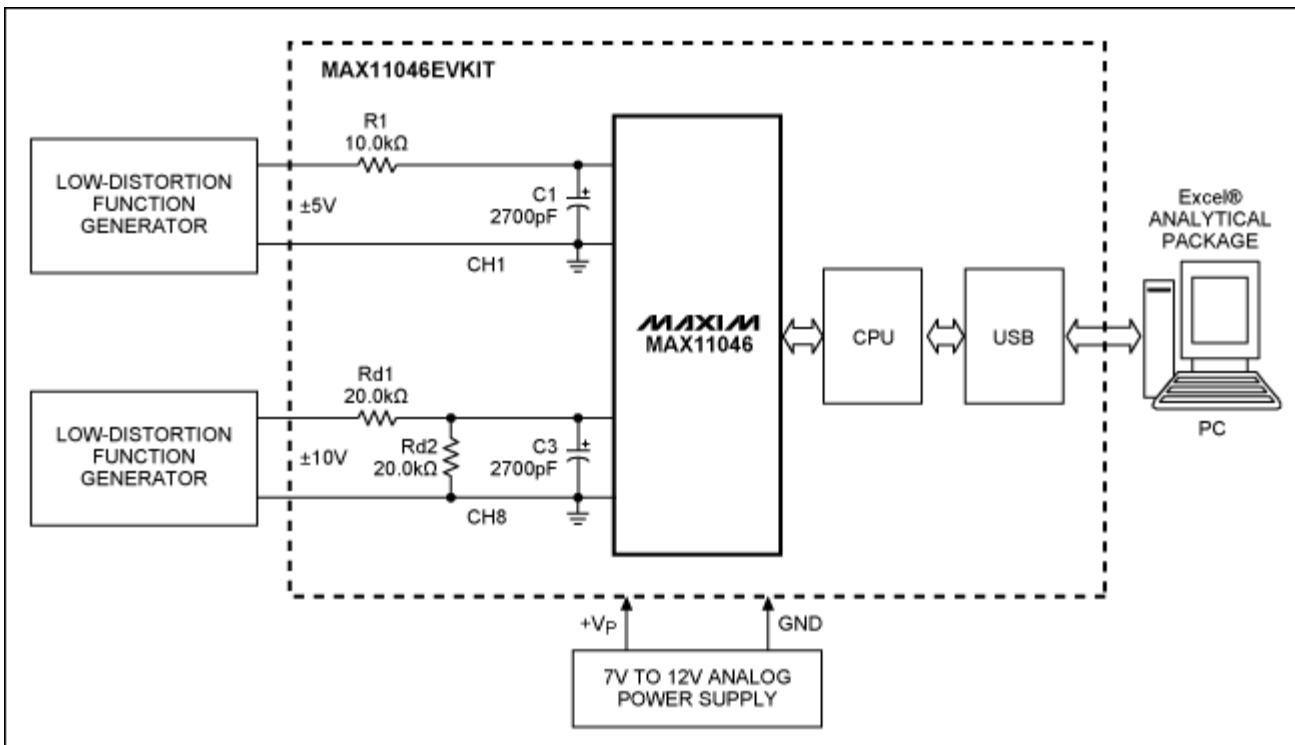 MAX11046EVKIT
R1
10.0kΩ
LOW-DISTORTION
FUNCTION
GENERATOR
±5V
C1
+
2700pF
CH1
Excel®
ANALYTICAL
PACKAGE
MAXIM
MAX11046
CPU
USB
PC
Rd1
20.0kΩ
LOW-DISTORTION
FUNCTION
GENERATOR
±10V
Rd2
20.0kΩ
C3
+
2700pF
CH8
+VP
GND
7V TO 12V ANALOG
POWER SUPPLY